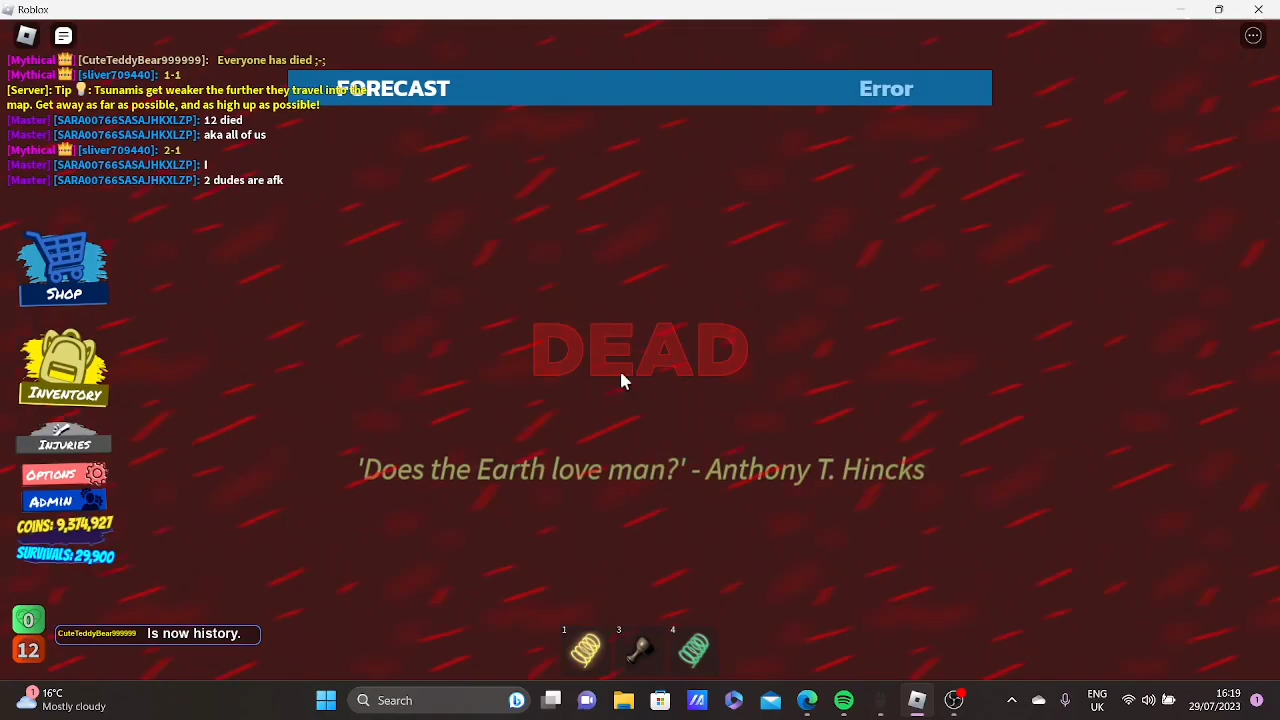 Roblox
[Mythical👑] [CuteTeddyBear999999]: Everyone has died ;-;
[Mythical👑] [sliver709440]: 1-1
[Server]: Tip 💡: Tsunamis get weaker the further they travel into the
map. Get away as far as possible, and as high up as possible!
[Master] [SARA00766SASAJHKXLZP]: 12 died
[Master] [SARA00766SASAJHKXLZP]: aka all of us
[Mythical👑] [sliver709440]: 2-1
[Master] [SARA00766SASAJHKXLZP]: I
[Master] [SARA00766SASAJHKXLZP]: 2 dudes are afk
FORECAST Error
SHOP
DEAD
INVENTORY
INJURIES
'Does the Earth love man?' - Anthony T. Hincks
OPTIONS
ADMIN
COINS: 9,374,927
SURVIVALS: 29,900
0
CuteTeddyBear999999 Is now history.
12
1 3 4
1
16°C
Mostly cloudy
Search
ENG
UK
16:19
29/07/2023
1